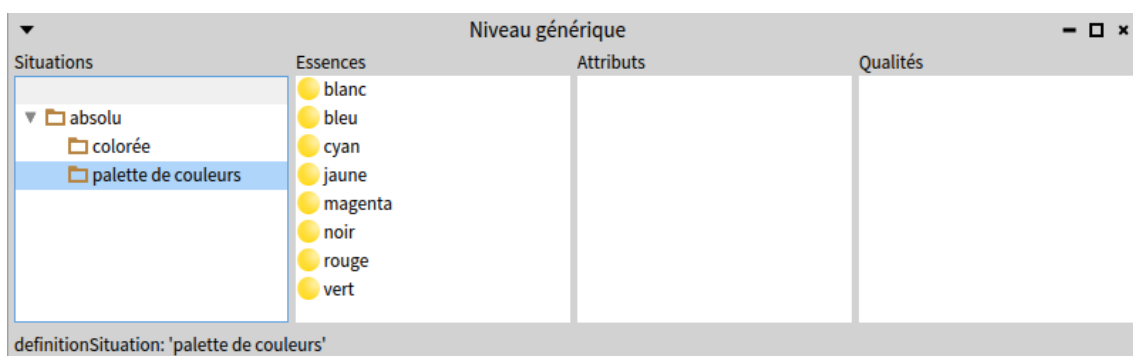 Niveau générique
Situations
Essences
Attributs
Qualités
absolu
colorée
palette de couleurs
blanc
bleu
cyan
jaune
magenta
noir
rouge
vert
definitionSituation: 'palette de couleurs'